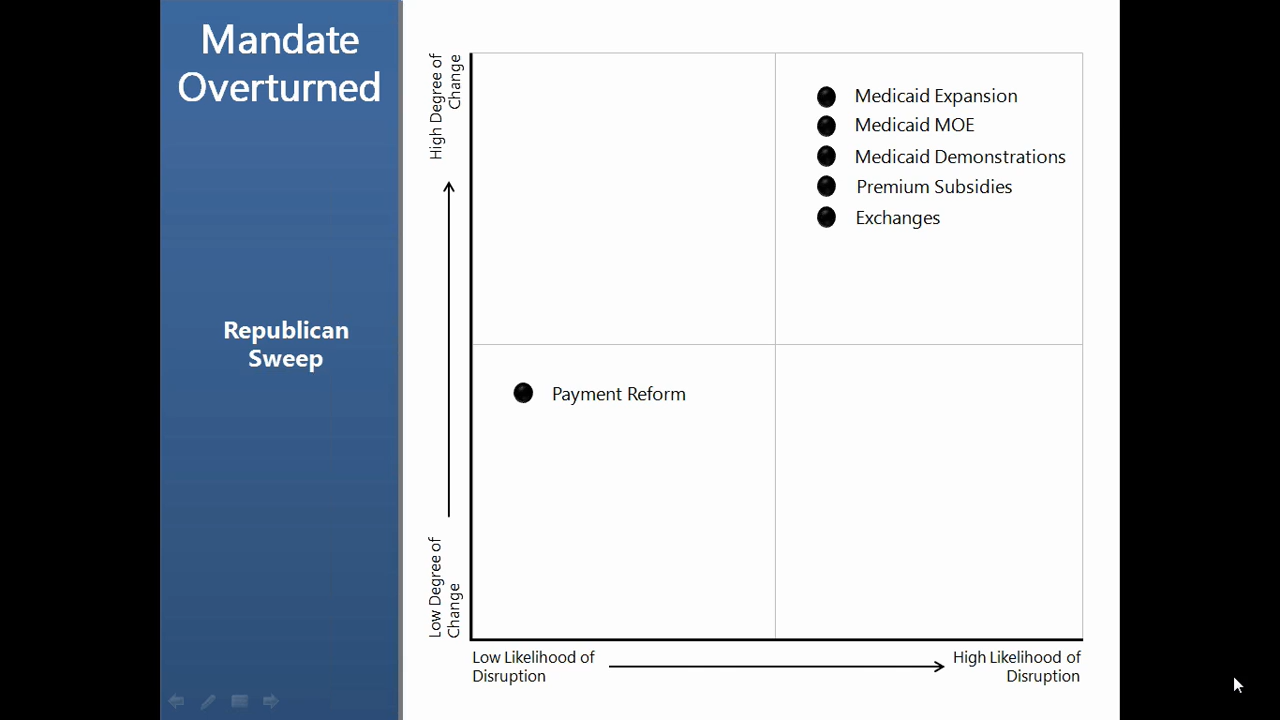 Mandate
Overturned
Republican
Sweep
High Degree of
Change
Low Degree of
Change
Medicaid Expansion
Medicaid MOE
Medicaid Demonstrations
Premium Subsidies
Exchanges
Payment Reform
Low Likelihood of
Disruption
High Likelihood of
Disruption